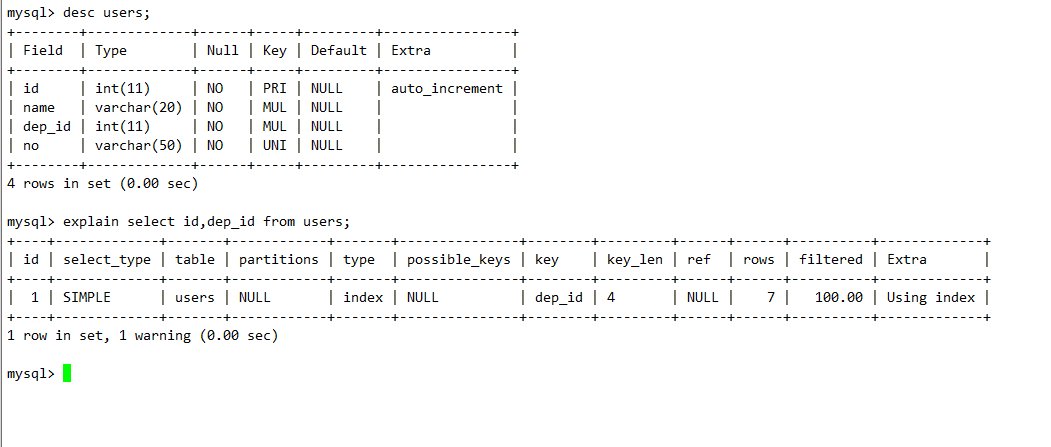 mysql> desc users;
+--------+-------------+------+-----+---------+----------------+
| Field  | Type        | Null | Key | Default | Extra          |
+--------+-------------+------+-----+---------+----------------+
| id     | int(11)     | NO   | PRI | NULL    | auto_increment |
| name   | varchar(20) | NO   | MUL | NULL    |                |
| dep_id | int(11)     | NO   | MUL | NULL    |                |
| no     | varchar(50) | NO   | UNI | NULL    |                |
+--------+-------------+------+-----+---------+----------------+
4 rows in set (0.00 sec)
mysql> explain select id,dep_id from users;
+----+-------------+-------+------------+-------+---------------+--------+---------+------+------+----------+-------------+
| id | select_type | table | partitions | type  | possible_keys | key    | key_len | ref  | rows | filtered | Extra       |
+----+-------------+-------+------------+-------+---------------+--------+---------+------+------+----------+-------------+
|  1 | SIMPLE      | users | NULL       | index | NULL          | dep_id | 4       | NULL |    7 |   100.00 | Using index |
+----+-------------+-------+------------+-------+---------------+--------+---------+------+------+----------+-------------+
1 row in set, 1 warning (0.00 sec)
mysql>